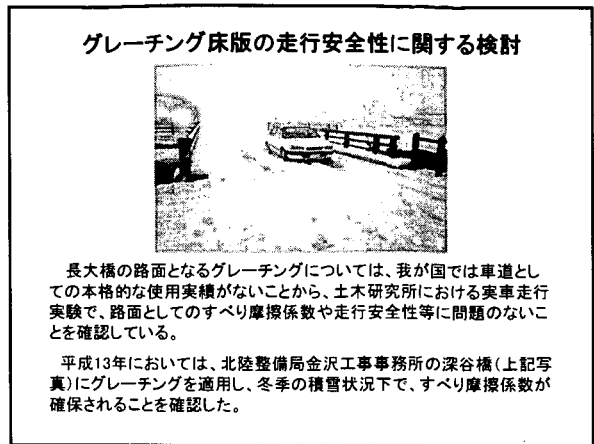 グレーチング床版の走行安全性に関する検討
長大橋の路面となるグレーチングについては、我が国では車道とし
ての本格的な使用実績がないことから、土木研究所における実車走行
実験で、路面としてのすべり摩擦係数や走行安全性等に問題のないこ
とを確認している。
平成13年においては、北陸整備局金沢工事事務所の深谷橋(上記写
真)にグレーチングを適用し、冬季の積雪状況下で、すべり摩擦係数が
確保されることを確認した。